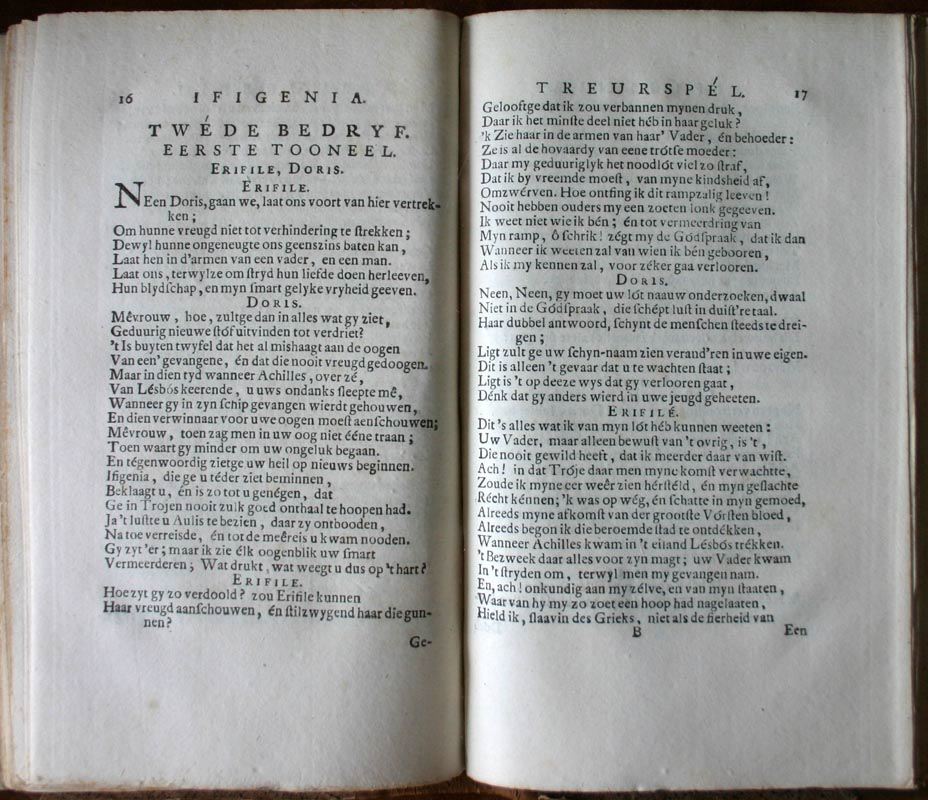 16 IFIGENIA.
TWÉDE BEDRYF.
EERSTE TOONEEL.
ERIFILE, DORIS.
ERIFILE.
NEen Doris, gaan we, laat ons voort van hier vertrek-
ken;
Om hunne vreugd niet tot verhindering te ſtrekken;
Dewyl hunne ongeneugte ons geenszins baten kan,
Laat hen in d'armen van een vader, en een man.
Laat ons, terwylze om ſtryd hun liefde doen herleeven,
Hun blydſchap, en myn ſmart gelyke vryheid geeven.
DORIS.
Mêvrouw, hoe, zultge dan in alles wat gy ziet,
Geduurig nieuwe ſtóf uitvinden tot verdriet?
't Is buyten twyfel dat het al mishaagt aan de oogen
Van een' gevangene, én dat die nooit vreugd gedoogen.
Maar in dien tyd wanneer Achilles, over zé,
Van Lésbós keerende, u uws ondanks ſleepte mê,
Wanneer gy in zyn ſchip gevangen wierdt gehouwen,
En dien verwinnaar voor uwe oogen moeſt aenſchouwen;
Mêvrouw, toen zag men in uw oog niet ééne traan;
Toen waart gy minder om uw ongeluk begaan.
En tégenwoordig zietge uw heil op nieuws beginnen.
Ifigenia, die ge u téder ziet beminnen,
Beklaagt u, én is zo tot u genégen, dat
Ge in Trojen nooit zulk goed onthaal te hoopen had.
Ja 't luſtte u Aulis te bezien, daar zy ontbooden,
Na toe verreisde, én tot de meêreis u kwam nooden.
Gy zyt 'er; maar ik zie élk oogenblik uw ſmart
Vermeerderen; Wat drukt, wat weegt u dus op 't hart?
ERIFILE.
Hoe zyt gy zo verdoold? zou Erifile kunnen
Haar vreugd aanſchouwen, én ſtilzwygend haar die gun-
nen?
Ge-
TREURSPÉL. 17
Gelooftge dat ik zou verbannen mynen druk,
Daar ik het minſte deel niet héb in haar geluk?
'k Zie haar in de armen van haar' Vader, én behoeder:
Ze is al de hovaardy van eene trótſe moeder:
Daar my geduuriglyk het noodlót viel zo ſtraf,
Dat ik by vreemde moeſt, van myne kindsheid af,
Omzwérven. Hoe ontfing ik dit rampzalig leeven!
Nooit hebben ouders my een zoeten lonk gegeeven.
Ik weet niet wie ik bén; én tot vermeerdring van
Myn ramp, ô ſchrik! zégt my de Gódſpraak, dat ik dan
Wanneer ik weeten zal van wien ik bén gebooren,
Als ik my kennen zal, voor zéker gaa verlooren.
DORIS.
Neen, Neen, gy moet uw lót naauw onderzoeken, dwaal
Niet in de Gódſpraak, die ſchépt luſt in duiſt're taal.
Haar dubbel antwoord, ſchynt de menſchen ſteeds te drei-
gen;
Ligt zult ge uw ſchyn-naam zien verand'ren in uwe eigen.
Dit is alleen 't gevaar dat u te wachten ſtaat;
Ligt is 't op deeze wys dat gy verlooren gaat,
Dénk dat gy anders wierd in uwe jeugd geheeten.
ERIFILÉ.
Dit 's alles wat ik van myn lót héb kunnen weeten:
Uw Vader, maar alleen bewuſt van 't ovrig, is 't,
Die nooit gewild heeft, dat ik meerder daar van wiſt.
Ach! in dat Tróje daar men myne komſt verwachtte,
Zoude ik myne eer weêr zien hérſtéld, én myn geſlachte
Récht kénnen; 'k was op wég, én ſchatte in myn gemoed,
Alreeds myne afkomſt van der grootſte Vórſten bloed,
Alreeds begon ik die beroemde ſtad te ontdékken,
Wanneer Achilles kwam in 't eiland Lésbós trékken.
't Bezweek daar alles voor zyn magt; uw Vader kwam
In 't ſtryden om, terwyl men my gevangen nam.
En, ach! onkundig aan my zélve, en van myn ſtaaten,
Waar van hy my zo zoet een hoop had nagelaaten,
Hield ik, ſlaavin des Grieks, niet als de fierheid van
B Een